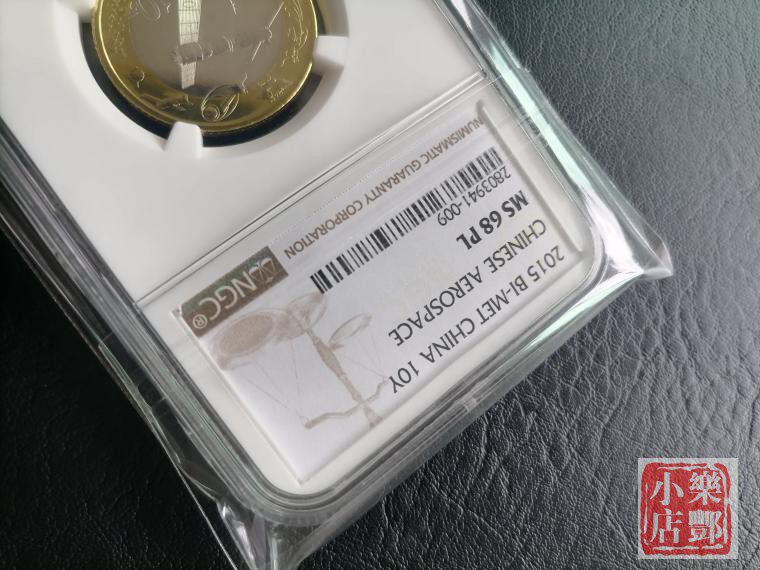 2015 BI-MET CHINA 10Y
CHINESE AEROSPACE
MS 68 PL
2803941-009
NGC®
NUMISMATIC GUARANTY CORPORATION
樂酆
小店